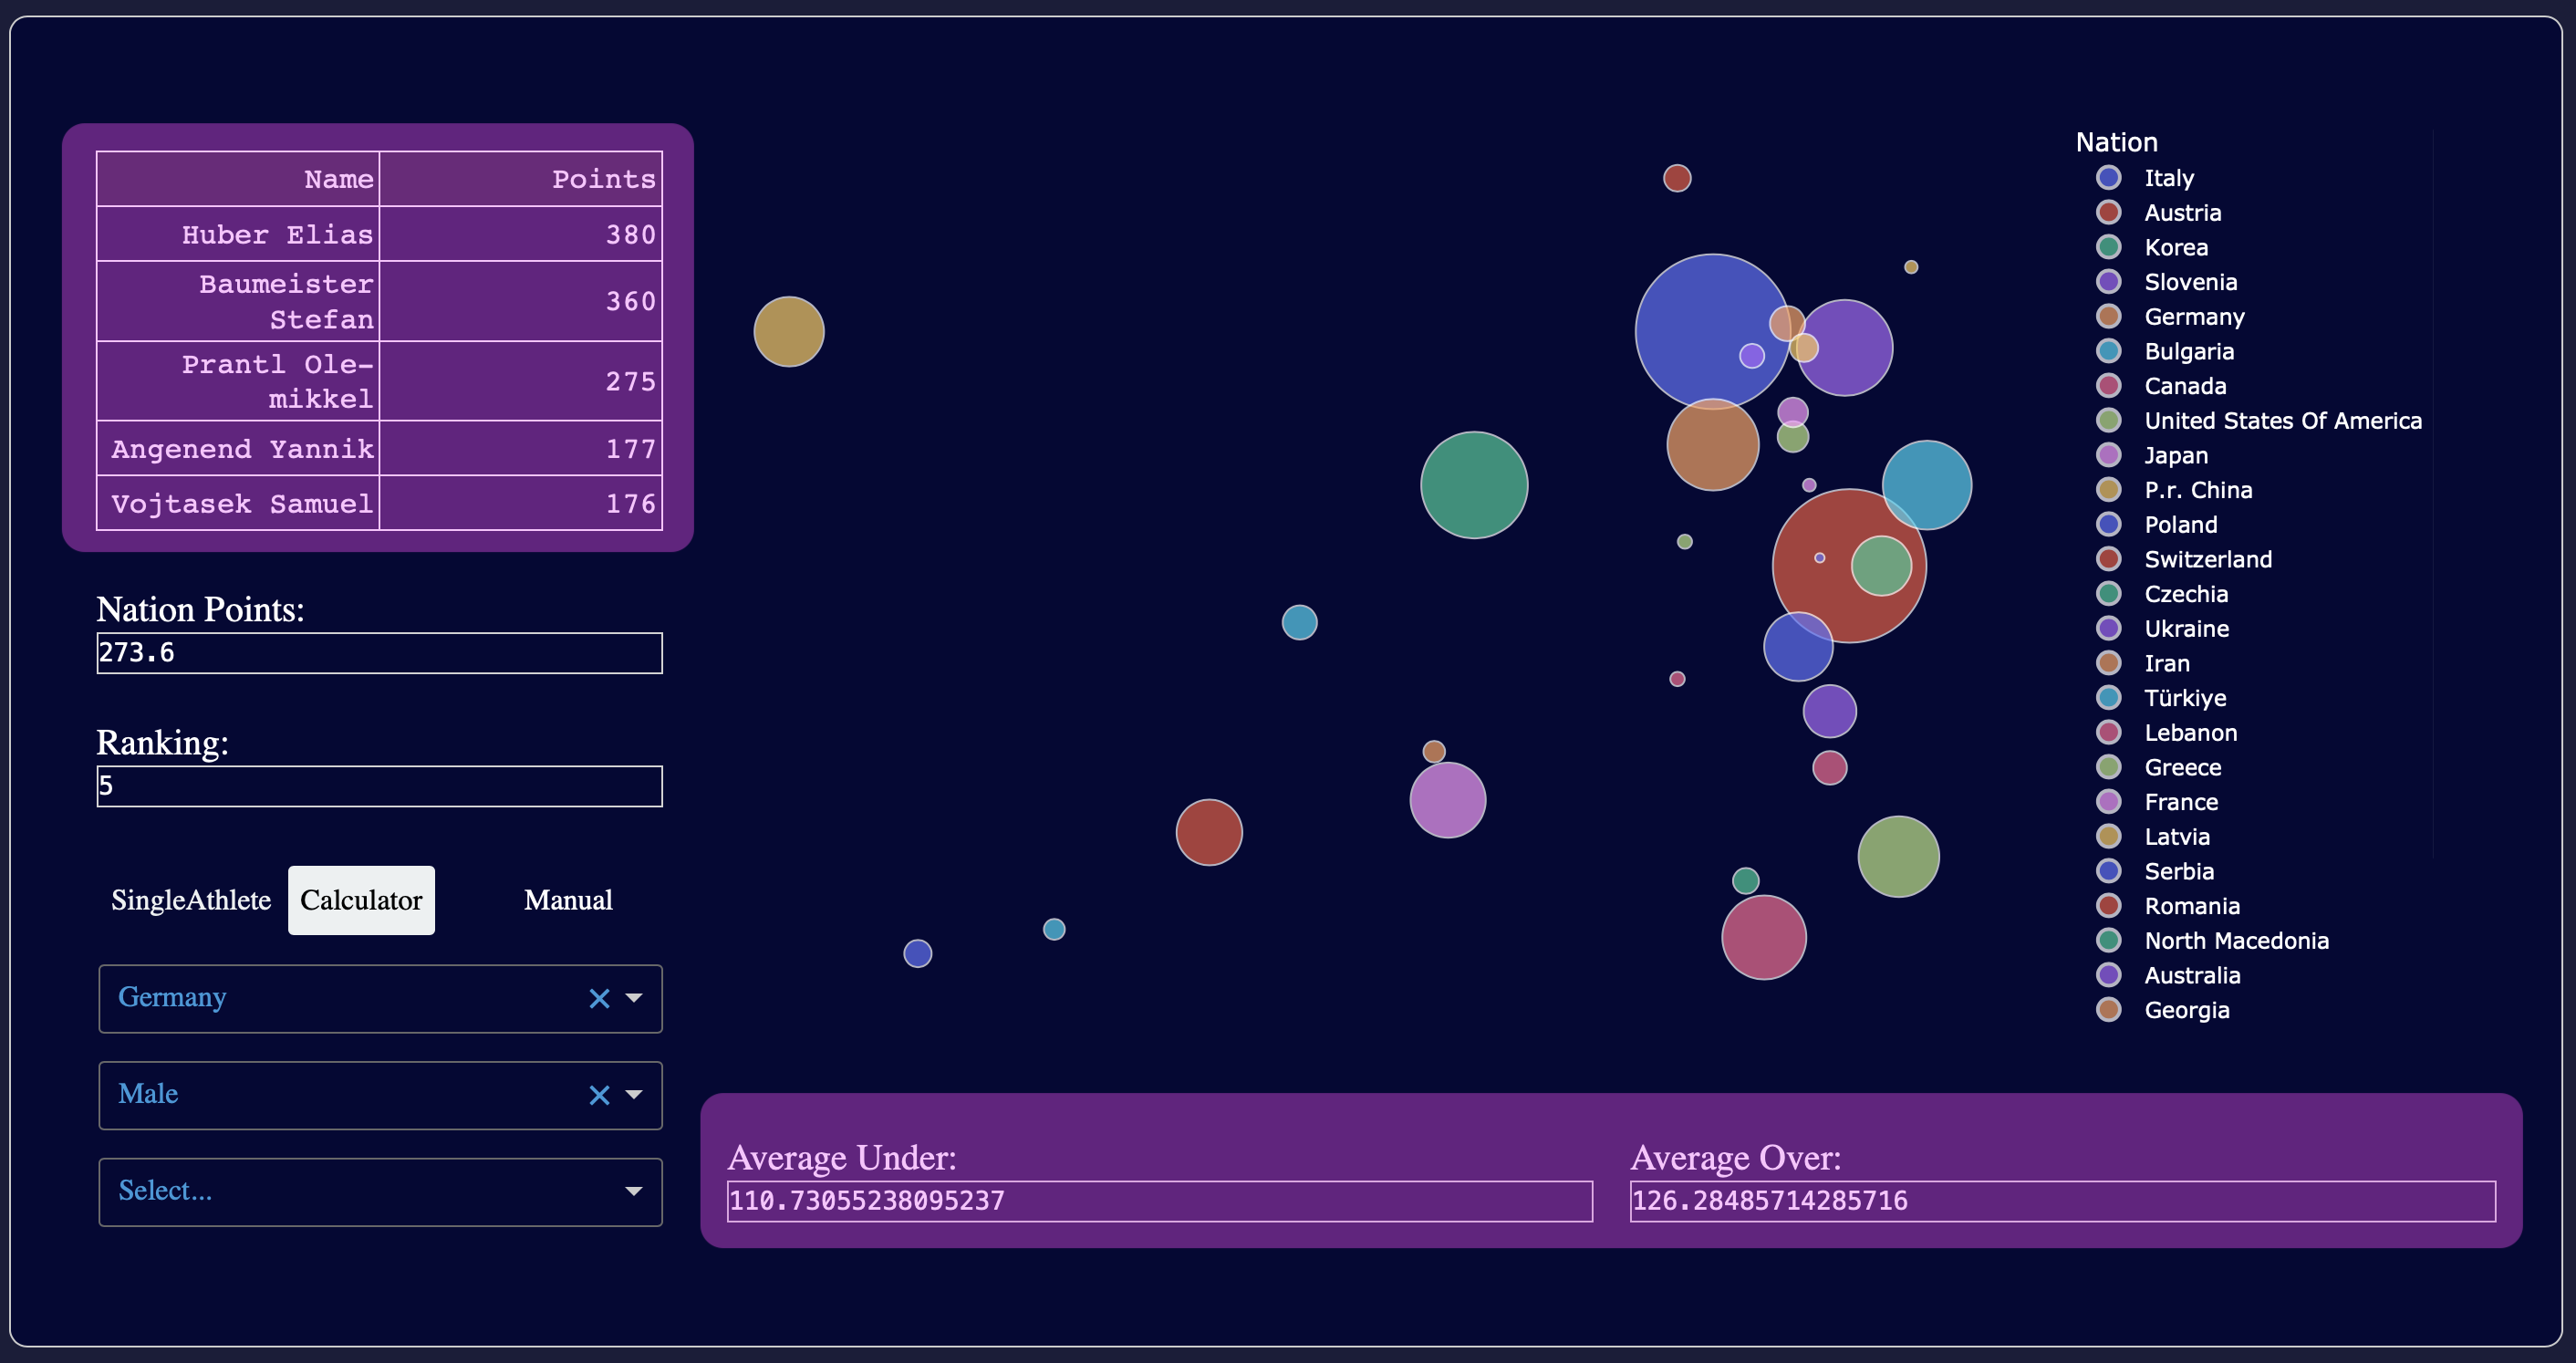 Name Points
Huber Elias 380
Baumeister
Stefan 360
Prantl Ole-
mikkel 275
Angenend Yannik 177
Vojtasek Samuel 176
Nation Points:
273.6
Ranking:
5
SingleAthlete Calculator Manual
Germany
Male
Select...
Nation
Italy
Austria
Korea
Slovenia
Germany
Bulgaria
Canada
United States Of America
Japan
P.r. China
Poland
Switzerland
Czechia
Ukraine
Iran
Türkiye
Lebanon
Greece
France
Latvia
Serbia
Romania
North Macedonia
Australia
Georgia
Average Under:
110.73055238095237
Average Over:
126.28485714285716